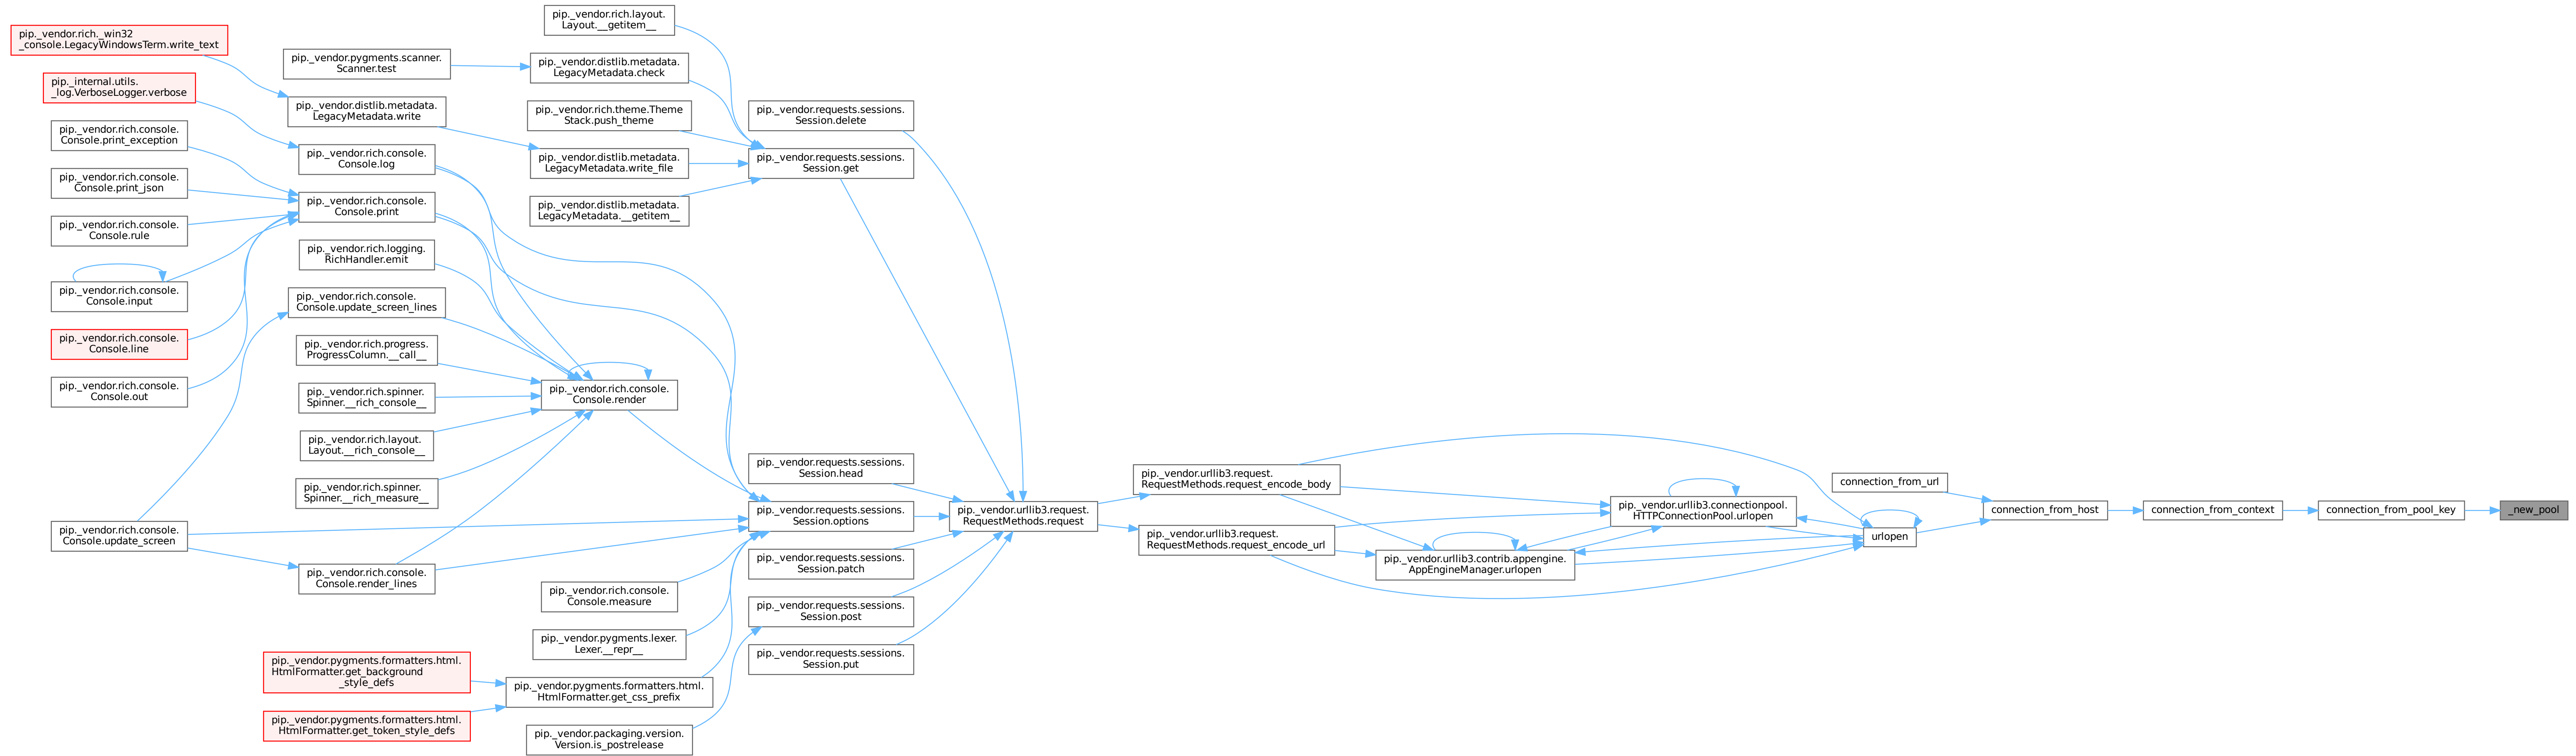 pip._vendor.rich._win32
_console.LegacyWindowsTerm.write_text
pip._internal.utils.
_log.VerboseLogger.verbose
pip._vendor.rich.console.
Console.print_exception
pip._vendor.rich.console.
Console.print_json
pip._vendor.rich.console.
Console.rule
pip._vendor.rich.console.
Console.input
pip._vendor.rich.console.
Console.line
pip._vendor.rich.console.
Console.out
pip._vendor.rich.console.
Console.update_screen
pip._vendor.pygments.scanner.
Scanner.test
pip._vendor.distlib.metadata.
LegacyMetadata.write
pip._vendor.rich.console.
Console.log
pip._vendor.rich.console.
Console.print
pip._vendor.rich.logging.
RichHandler.emit
pip._vendor.rich.console.
Console.update_screen_lines
pip._vendor.rich.progress.
ProgressColumn.__call__
pip._vendor.rich.spinner.
Spinner.__rich_console__
pip._vendor.rich.layout.
Layout.__rich_console__
pip._vendor.rich.spinner.
Spinner.__rich_measure__
pip._vendor.rich.console.
Console.render_lines
pip._vendor.pygments.formatters.html.
HtmlFormatter.get_background
_style_defs
pip._vendor.pygments.formatters.html.
HtmlFormatter.get_token_style_defs
pip._vendor.rich.layout.
Layout.__getitem__
pip._vendor.distlib.metadata.
LegacyMetadata.check
pip._vendor.rich.theme.Theme
Stack.push_theme
pip._vendor.distlib.metadata.
LegacyMetadata.write_file
pip._vendor.distlib.metadata.
LegacyMetadata.__getitem__
pip._vendor.rich.console.
Console.render
pip._vendor.rich.console.
Console.measure
pip._vendor.pygments.lexer.
Lexer.__repr__
pip._vendor.pygments.formatters.html.
HtmlFormatter.get_css_prefix
pip._vendor.packaging.version.
Version.is_postrelease
pip._vendor.requests.sessions.
Session.delete
pip._vendor.requests.sessions.
Session.get
pip._vendor.requests.sessions.
Session.head
pip._vendor.requests.sessions.
Session.options
pip._vendor.requests.sessions.
Session.patch
pip._vendor.requests.sessions.
Session.post
pip._vendor.requests.sessions.
Session.put
pip._vendor.urllib3.request.
RequestMethods.request
pip._vendor.urllib3.request.
RequestMethods.request_encode_body
pip._vendor.urllib3.request.
RequestMethods.request_encode_url
pip._vendor.urllib3.contrib.appengine.
AppEngineManager.urlopen
pip._vendor.urllib3.connectionpool.
HTTPConnectionPool.urlopen
connection_from_url
urlopen
connection_from_host
connection_from_context
connection_from_pool_key
_new_pool